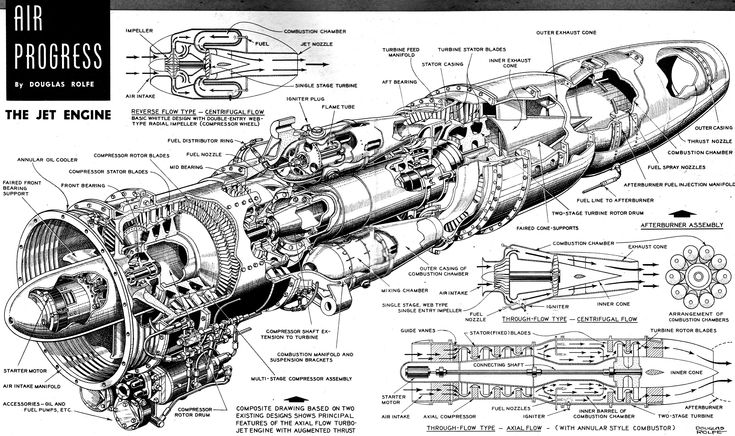 AIR
PROGRESS
By DOUGLAS ROLFE
THE JET ENGINE
IMPELLER
COMBUSTION CHAMBER
FUEL
JET NOZZLE
AIR INTAKE
SINGLE STAGE TURBINE
REVERSE FLOW TYPE – CENTRIFUGAL FLOW
BASIC WHITTLE DESIGN WITH DOUBLE-ENTRY WEB-
TYPE RADIAL IMPELLER (COMPRESSOR WHEEL)
IGNITER PLUG
FLAME TUBE
FUEL DISTRIBUTOR RING
FUEL NOZZLE
MID BEARING
COMPRESSOR ROTOR BLADES
COMPRESSOR STATOR BLADES
FRONT BEARING
ANNULAR OIL COOLER
FAIRED FRONT
BEARING
SUPPORT
TURBINE FEED
MANIFOLD
AFT BEARING
TURBINE STATOR BLADES
STATOR CASING
INNER EXHAUST
CONE
OUTER EXHAUST CONE
OUTER CASING
THRUST NOZZLE
COMBUSTION CHAMBER
FUEL SPRAY NOZZLES
AFTERBURNER FUEL INJECTION MANIFOLD
FUEL LINE TO AFTERBURNER
TWO-STAGE TURBINE ROTOR DRUM
FAIRED CONE-SUPPORTS
AFTERBURNER ASSEMBLY
COMBUSTION CHAMBER
EXHAUST CONE
OUTER CASING OF
COMBUSTION CHAMBER
MIXING CHAMBER
AIR INTAKE
SINGLE STAGE, WEB TYPE
SINGLE ENTRY IMPELLER
FUEL
NOZZLE
IGNITER
INNER CONE
THROUGH-FLOW TYPE – CENTRIFUGAL FLOW
ARRANGEMENT OF
COMBUSTION CHAMBERS
GUIDE VANES
STATOR (FIXED) BLADES
TURBINE ROTOR BLADES
CONNECTING SHAFT
STARTER
MOTOR
AIR INTAKE
AXIAL COMPRESSOR
FUEL NOZZLES
IGNITER
INNER BARREL OF
COMBUSTION CHAMBER
AFTERBURNER
TWO-STAGE TURBINE
THROUGH-FLOW TYPE – AXIAL FLOW – (WITH ANNULAR STYLE COMBUSTOR)
DOUGLAS
ROLFE
STARTER MOTOR
AIR INTAKE MANIFOLD
ACCESSORIES – OIL AND
FUEL PUMPS, ETC.
COMPRESSOR
ROTOR DRUM
MULTI-STAGE COMPRESSOR ASSEMBLY
COMBUSTION MANIFOLD AND
SUSPENSION BRACKETS
COMPRESSOR SHAFT EX-
TENSION TO TURBINE
COMPOSITE DRAWING BASED ON TWO
EXISTING DESIGNS SHOWS PRINCIPAL
FEATURES OF THE AXIAL FLOW TURBO-
JET ENGINE WITH AUGMENTED THRUST